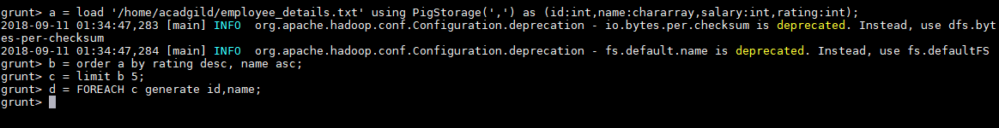 grunt> a = load '/home/acadgild/employee_details.txt' using PigStorage(',') as (id:int,name:chararray,salary:int,rating:int);
2018-09-11 01:34:47,283 [main] INFO  org.apache.hadoop.conf.Configuration.deprecation - io.bytes.per.checksum is deprecated. Instead, use dfs.byt
es-per-checksum
2018-09-11 01:34:47,284 [main] INFO  org.apache.hadoop.conf.Configuration.deprecation - fs.default.name is deprecated. Instead, use fs.defaultFS
grunt> b = order a by rating desc, name asc;
grunt> c = limit b 5;
grunt> d = FOREACH c generate id,name;
grunt>